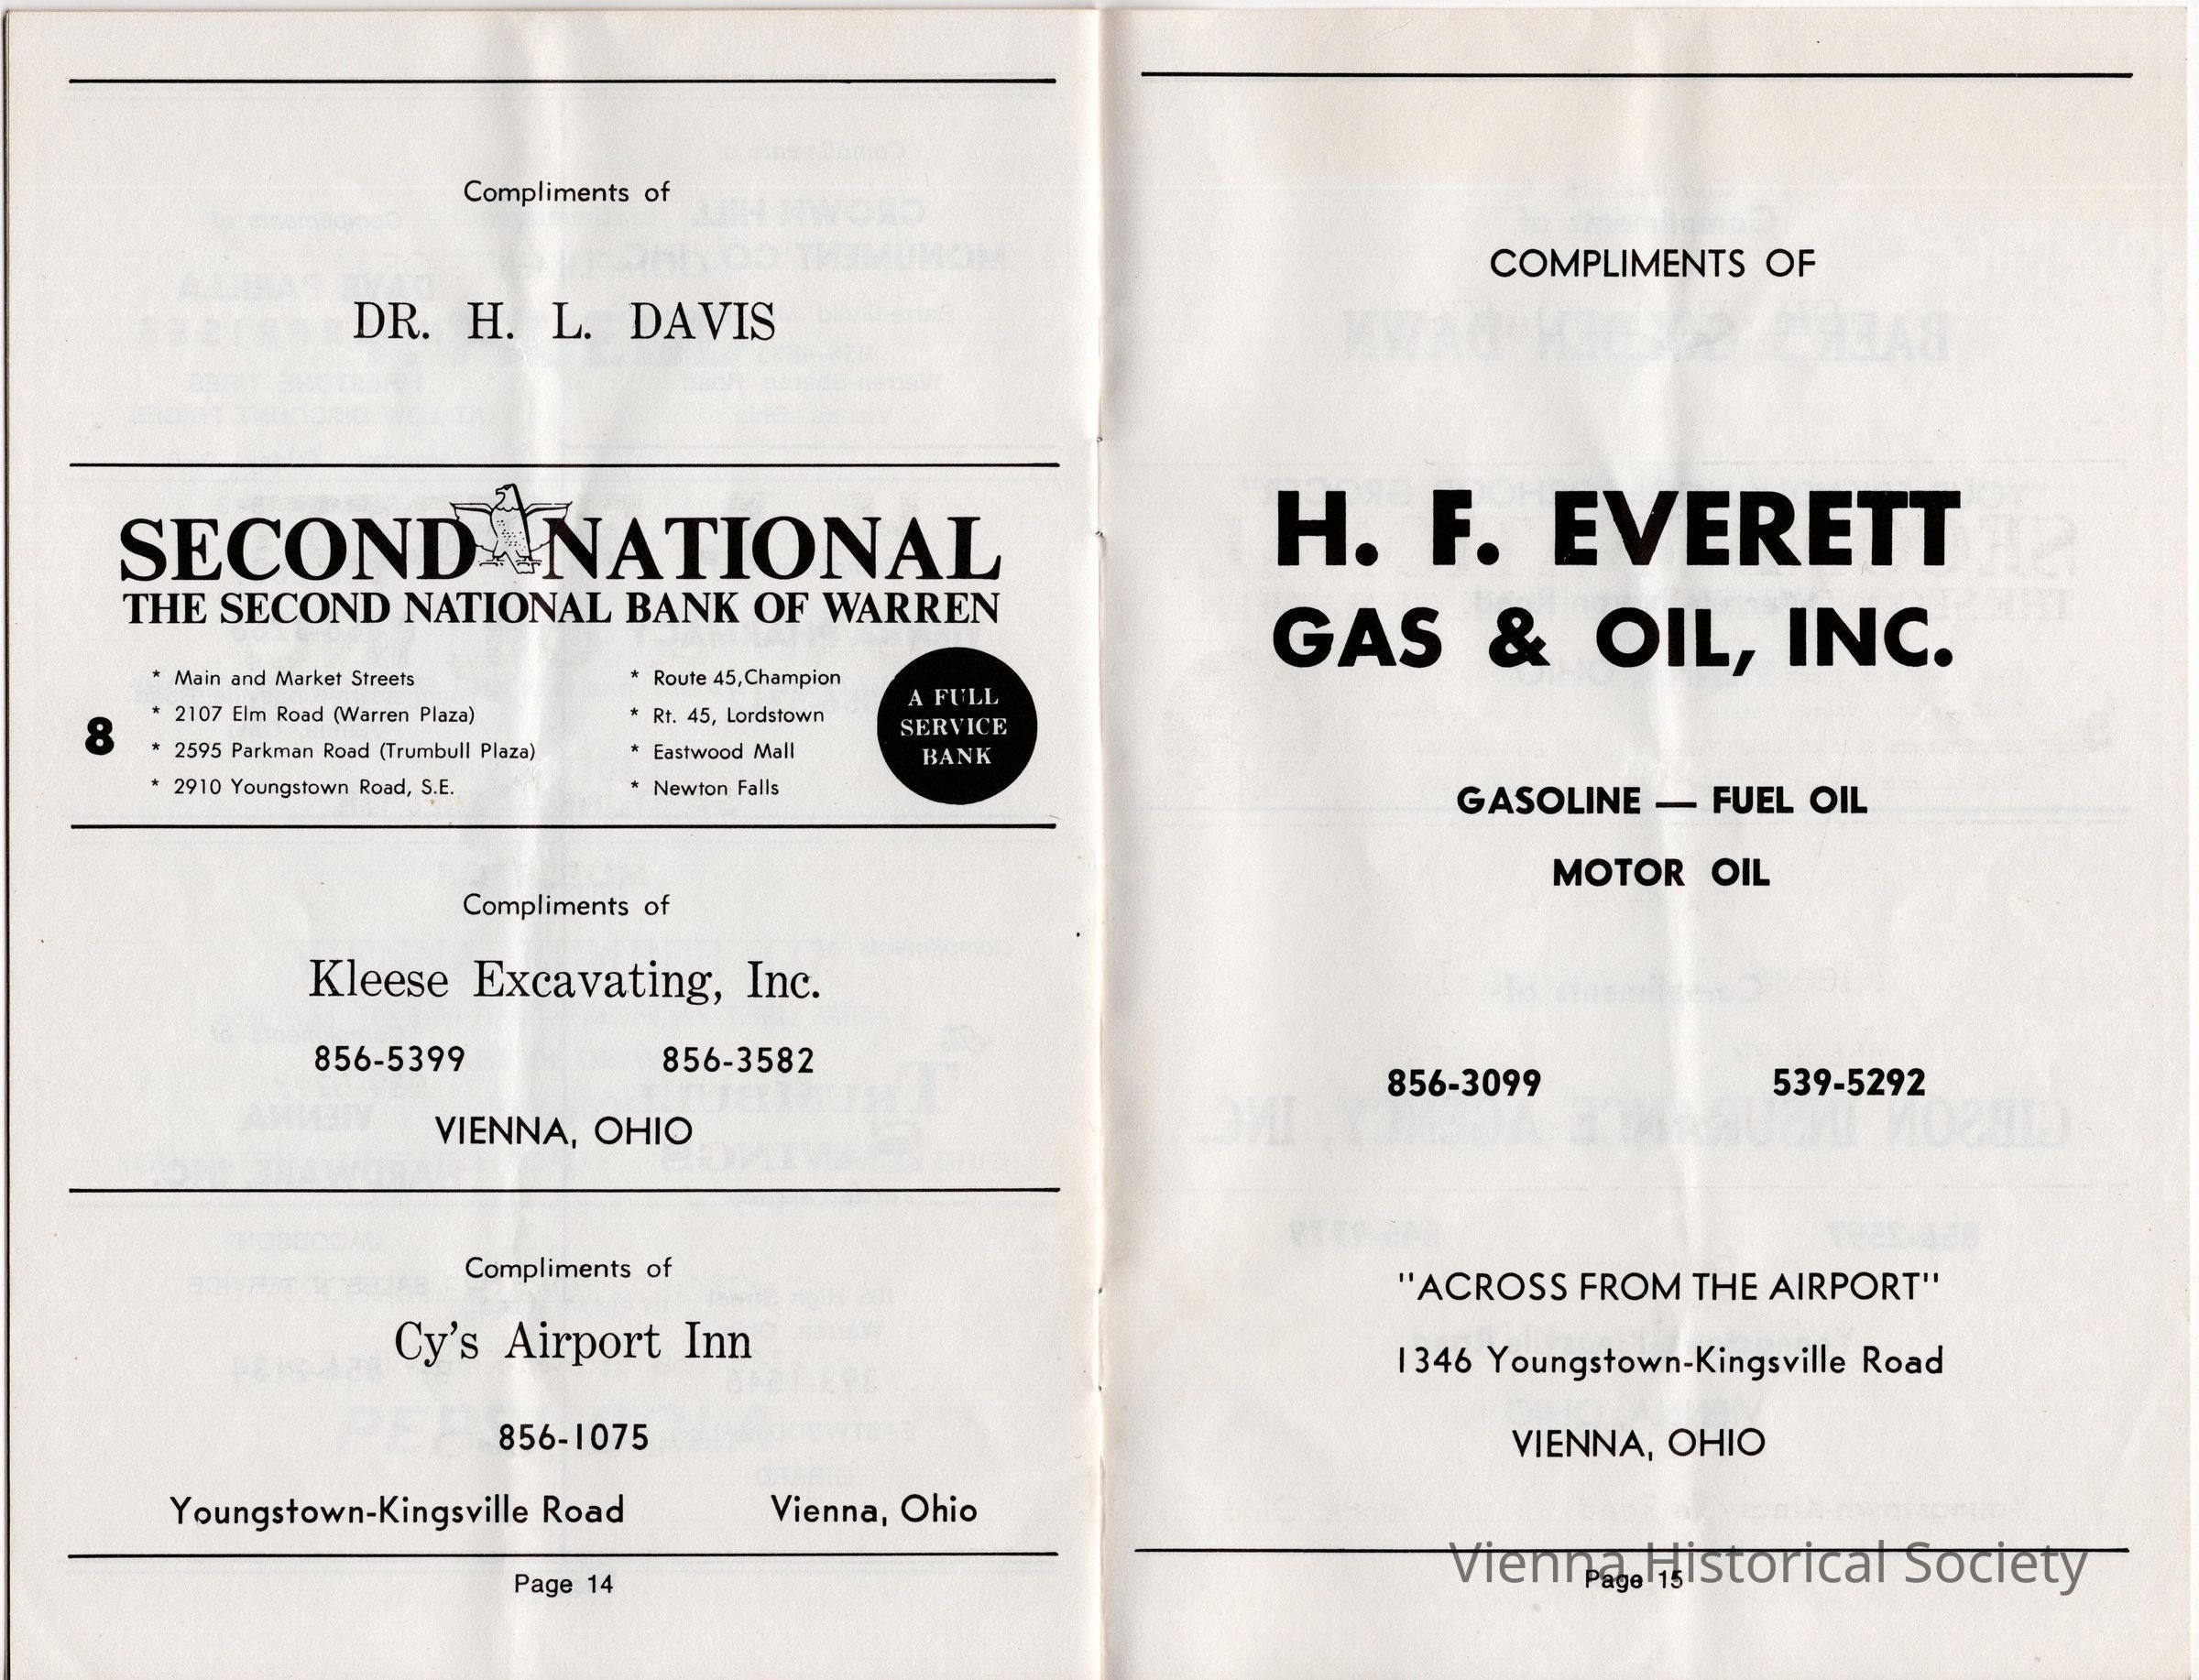 Compliments of
DR. H. L. DAVIS
SECOND NATIONAL
THE SECOND NATIONAL BANK OF WARREN
8
* Main and Market Streets
* 2107 Elm Road (Warren Plaza)
* 2595 Parkman Road (Trumbull Plaza)
* 2910 Youngstown Road, S.E.
* Route 45,Champion
* Rt. 45, Lordstown
* Eastwood Mall
* Newton Falls
A FULL
SERVICE
BANK
Compliments of
Kleese Excavating, Inc.
856-5399 856-3582
VIENNA, OHIO
Compliments of
Cy's Airport Inn
856-1075
Youngstown-Kingsville Road Vienna, Ohio
Page 14
COMPLIMENTS OF
H. F. EVERETT
GAS & OIL, INC.
GASOLINE — FUEL OIL
MOTOR OIL
856-3099 539-5292
"ACROSS FROM THE AIRPORT"
1346 Youngstown-Kingsville Road
VIENNA, OHIO
Page 15
Vienna Historical Society